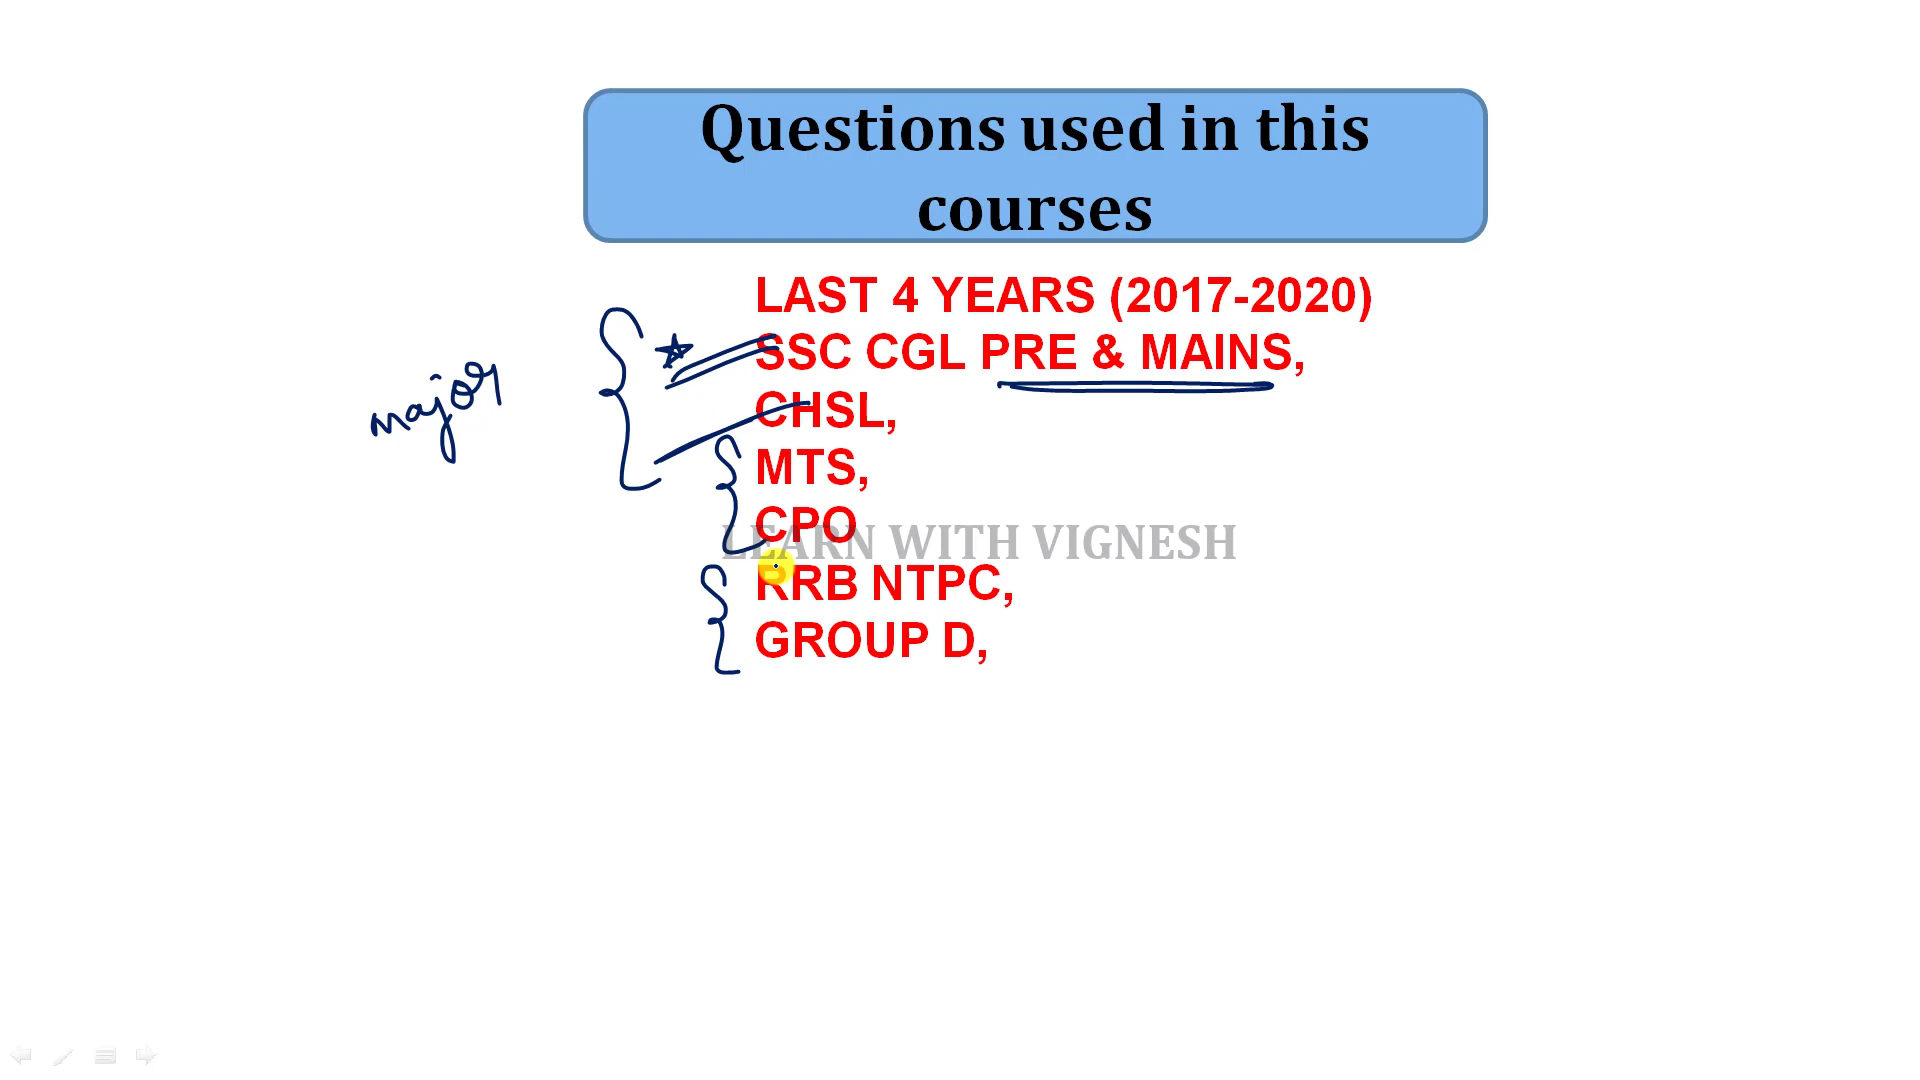 Questions used in this
courses
LAST 4 YEARS (2017-2020)
SSC CGL PRE & MAINS,
major
CHSL,
MTS,
CPO
LEARN WITH VIGNESH
RRB NTPC,
GROUP D,